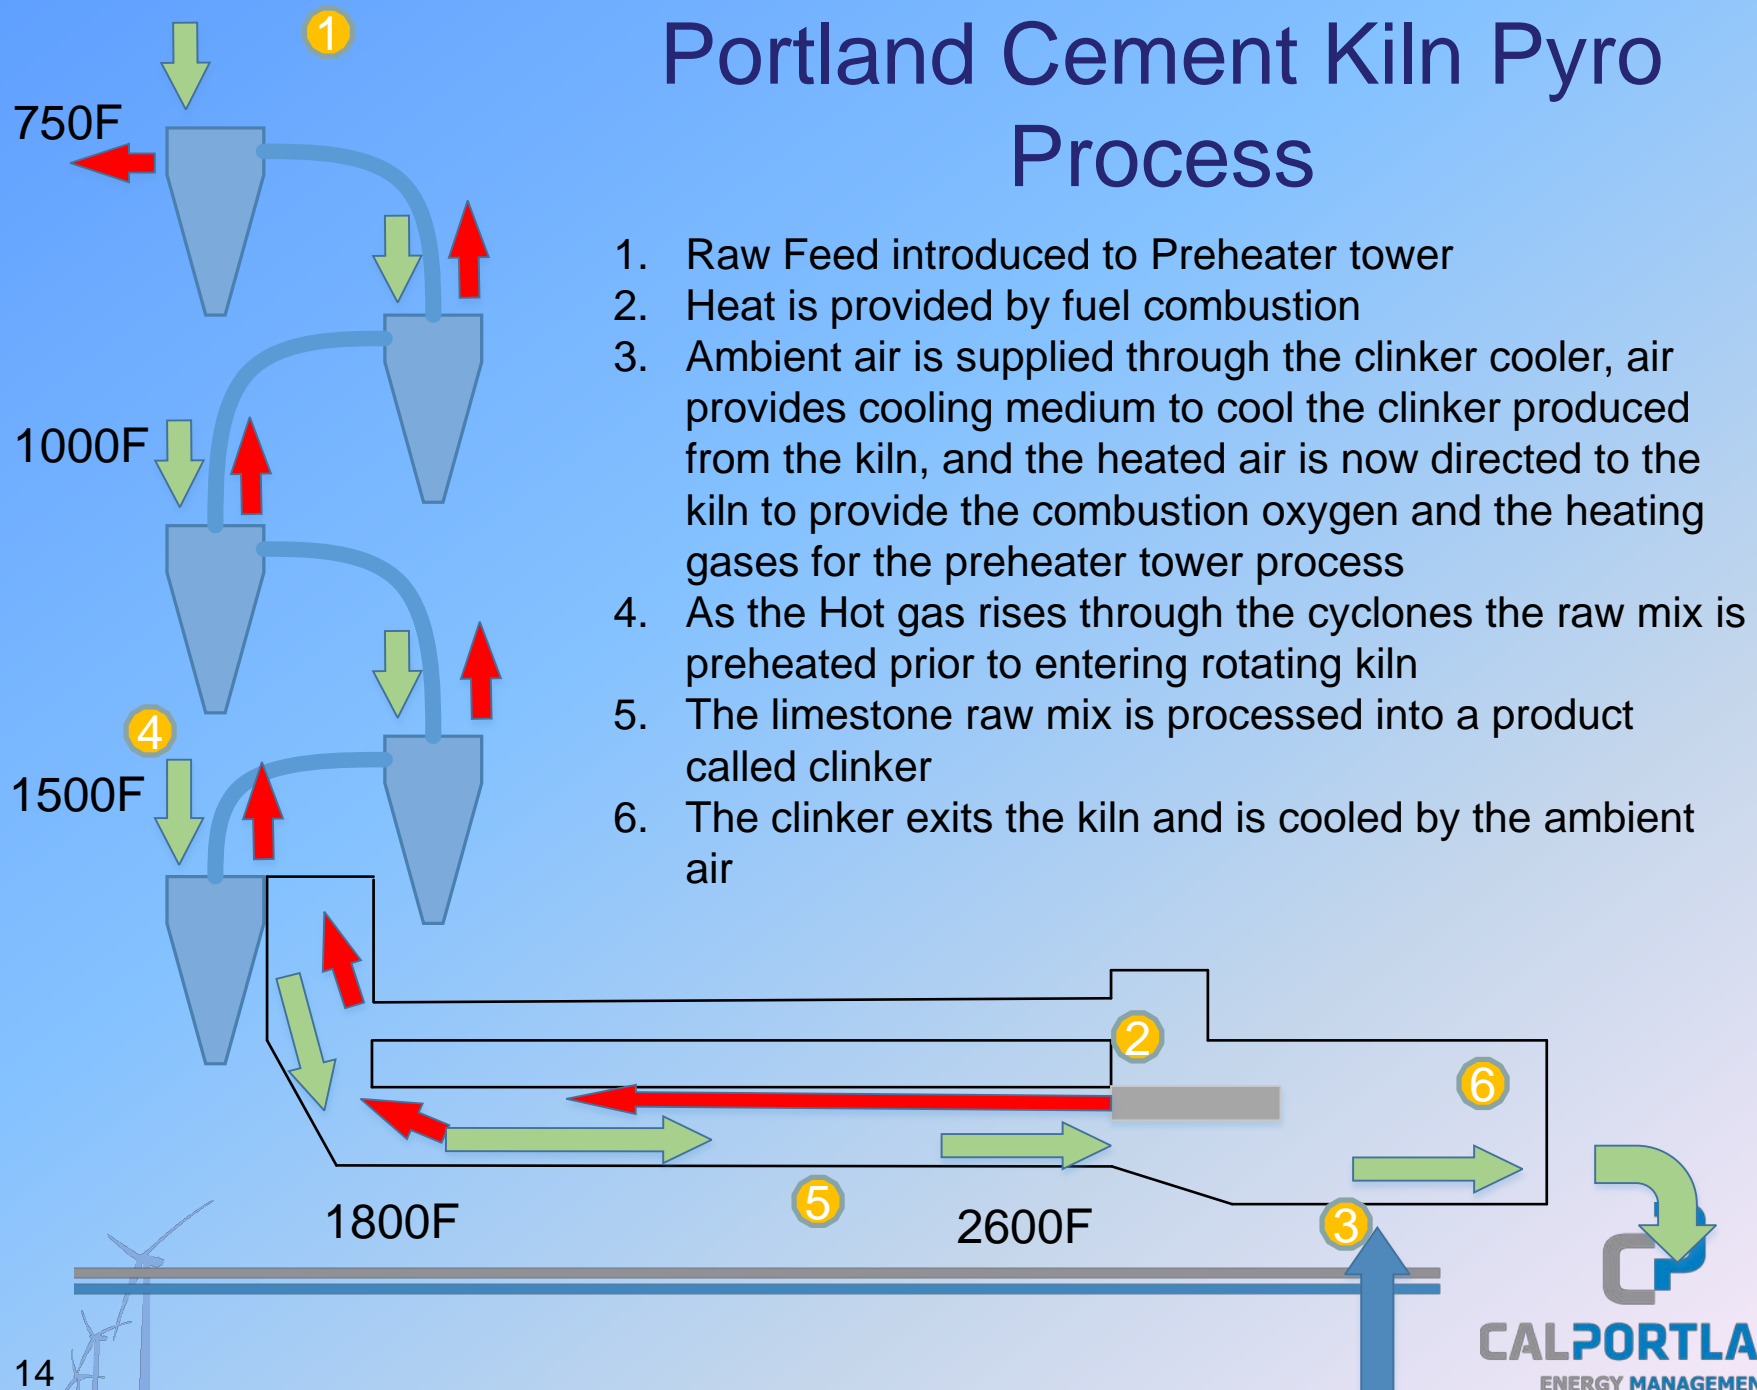 Portland Cement Kiln Pyro
Process
1
750F
1. Raw Feed introduced to Preheater tower
2. Heat is provided by fuel combustion
3. Ambient air is supplied through the clinker cooler, air
provides cooling medium to cool the clinker produced
from the kiln, and the heated air is now directed to the
kiln to provide the combustion oxygen and the heating
gases for the preheater tower process
4. As the Hot gas rises through the cyclones the raw mix is
preheated prior to entering rotating kiln
5. The limestone raw mix is processed into a product
called clinker
6. The clinker exits the kiln and is cooled by the ambient
air
1000F
4
1500F
2
6
5
3
1800F
2600F
CP
CALPORTLA
ENERGY MANAGEMEN
14